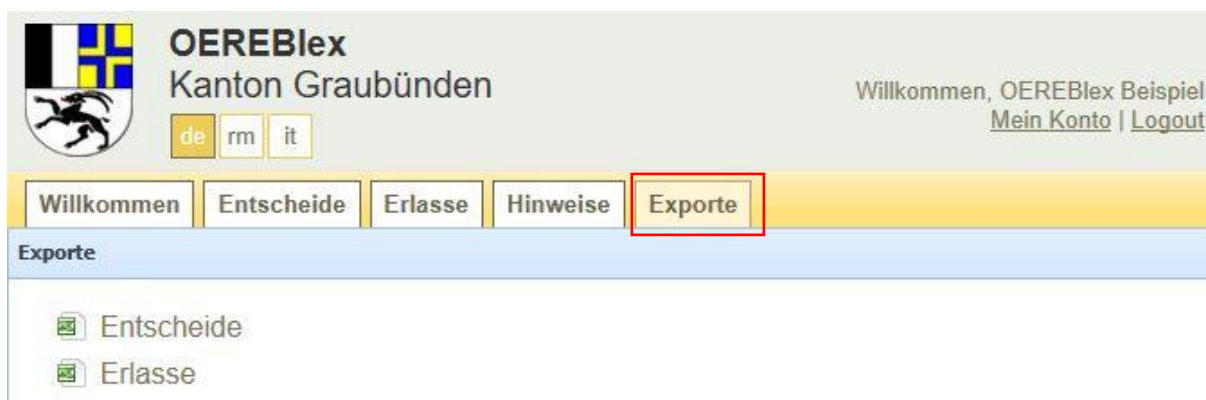 OEREBlex
Kanton Graubünden
de rm it
Willkommen, OEREBlex Beispiel
Mein Konto | Logout
Willkommen Entscheide Erlasse Hinweise Exporte
Exporte
Entscheide
Erlasse